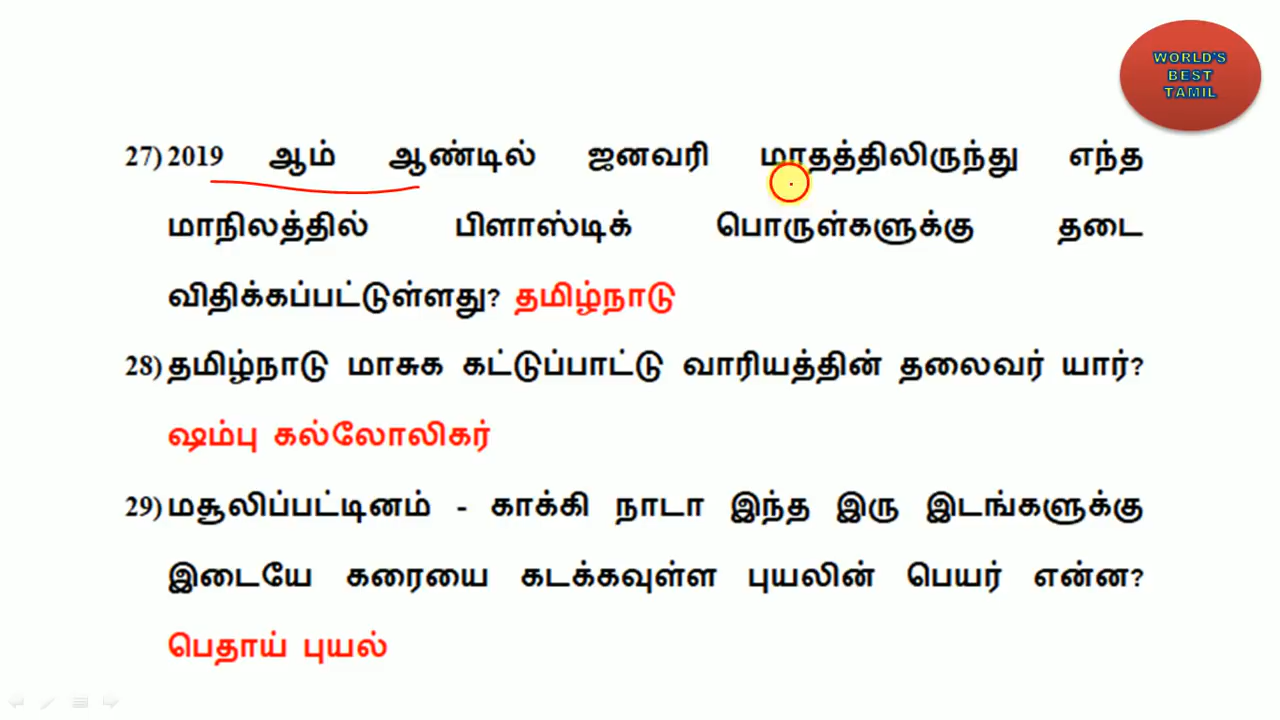 WORLD'S
BEST
TAMIL
27) 2019 ஆம் ஆண்டில் ஜனவரி மாதத்திலிருந்து எந்த
மாநிலத்தில் பிளாஸ்டிக் பொருள்களுக்கு தடை
விதிக்கப்பட்டுள்ளது? தமிழ்நாடு
28) தமிழ்நாடு மாசுக கட்டுப்பாட்டு வாரியத்தின் தலைவர் யார்?
ஷம்பு கல்லோலிகர்
29) மசூலிப்பட்டினம் - காக்கி நாடா இந்த இரு இடங்களுக்கு
இடையே கரையை கடக்கவுள்ள புயலின் பெயர் என்ன?
பெதாய் புயல்